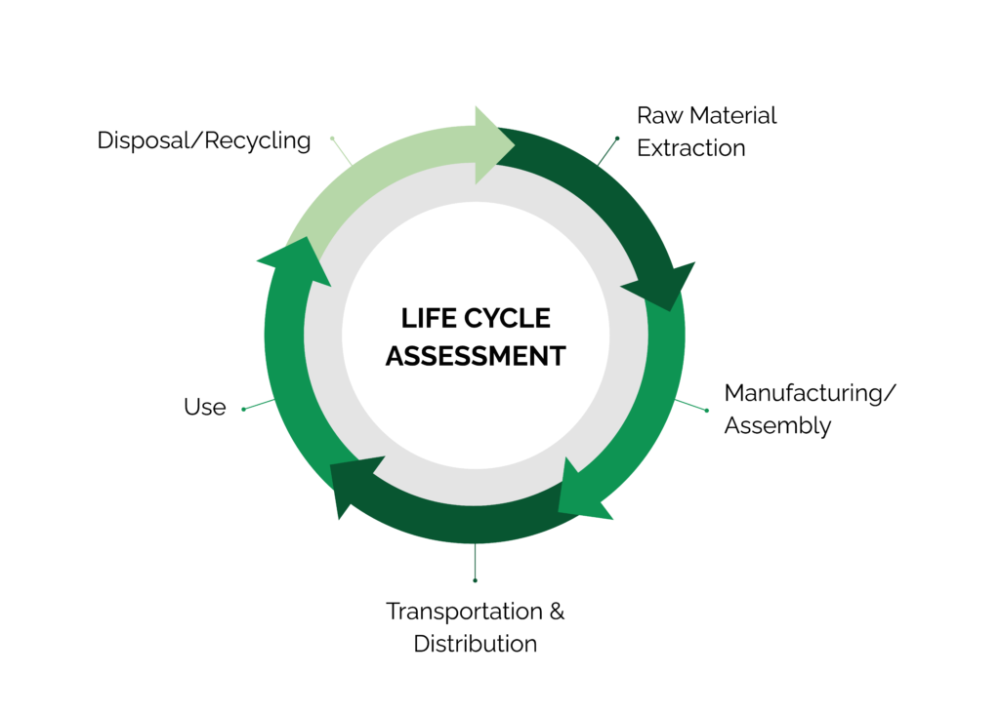 LIFE CYCLE
ASSESSMENT
Raw Material
Extraction
Manufacturing/
Assembly
Transportation &
Distribution
Use
Disposal/Recycling